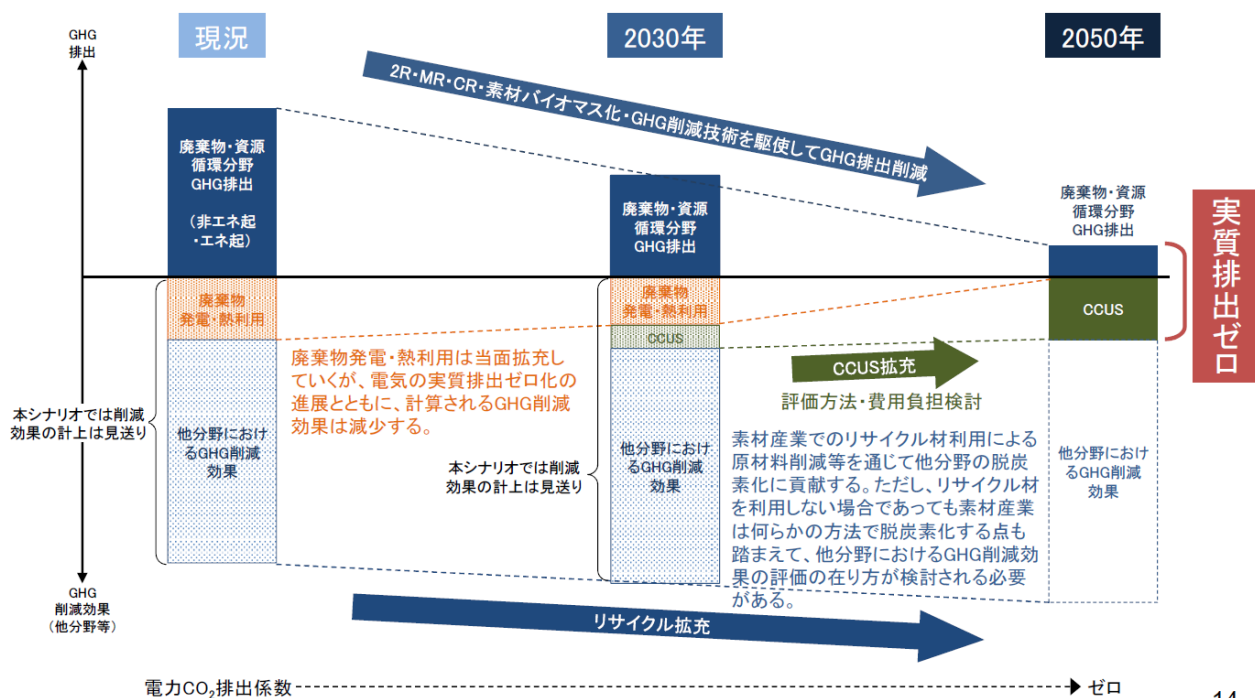 GHG
排出
現況
2030年
2050年
2R・MR・CR・素材バイオマス化・GHG削減技術を駆使してGHG排出削減
廃棄物・資源
循環分野
GHG排出
（非エネ起
・エネ起）
廃棄物・資源
循環分野
GHG排出
廃棄物・資源
循環分野
GHG排出
実質排出ゼロ
廃棄物
発電・熱利用
廃棄物
発電・熱利用
CCUS
CCUS
廃棄物発電・熱利用は当面拡充し
ていくが、電気の実質排出ゼロ化の
進展とともに、計算されるGHG削減
効果は減少する。
CCUS拡充
評価方法・費用負担検討
本シナリオでは削減
効果の計上は見送り
他分野におけ
るGHG削減
効果
本シナリオでは削減
効果の計上は見送り
他分野におけ
るGHG削減
効果
素材産業でのリサイクル材利用による
原材料削減等を通じて他分野の脱炭
素化に貢献する。ただし、リサイクル材
を利用しない場合であっても素材産業
は何らかの方法で脱炭素化する点も
踏まえて、他分野におけるGHG削減効
果の評価の在り方が検討される必要
がある。
他分野におけ
るGHG削減
効果
GHG
削減効果
（他分野等）
リサイクル拡充
電力CO₂排出係数
ゼロ
14